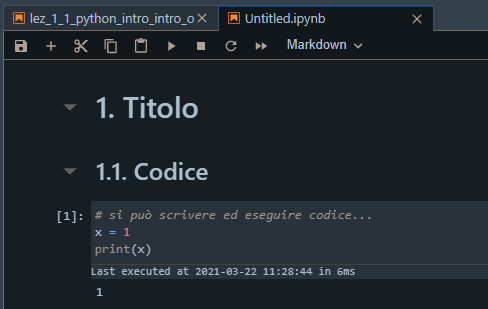 lez_1_1_python_intro_intro_o
Untitled.ipynb
Markdown
1. Titolo
1.1. Codice
[1]:
# si può scrivere ed eseguire codice...
x = 1
print(x)
Last executed at 2021-03-22 11:28:44 in 6ms
1